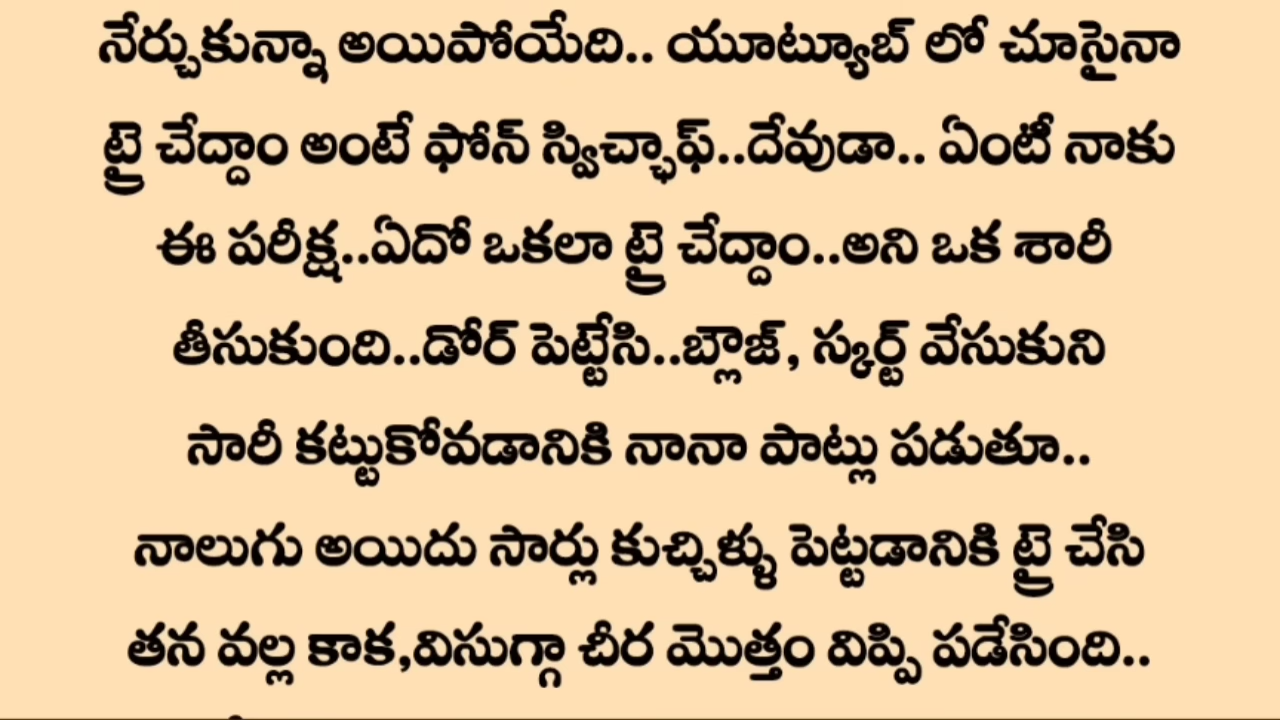 నేర్చుకున్నా అయిపోయేది.. యూట్యూబ్ లో చూసైనా
ట్రై చేద్దాం అంటే ఫోన్ స్విచ్ఛాఫ్..దేవుడా.. ఏంటీ నాకు
ఈ పరీక్ష..ఏదో ఒకలా ట్రై చేద్దాం..అని ఒక శారీ
తీసుకుంది..డోర్ పెట్టేసి..బ్లౌజ్, స్కర్ట్ వేసుకుని
సారీ కట్టుకోవడానికి నానా పాట్లు పడుతూ..
నాలుగు అయిదు సార్లు కుచ్చిళ్ళు పెట్టడానికి ట్రై చేసి
తన వల్ల కాక,విసుగ్గా చీర మొత్తం విప్పి పడేసింది..